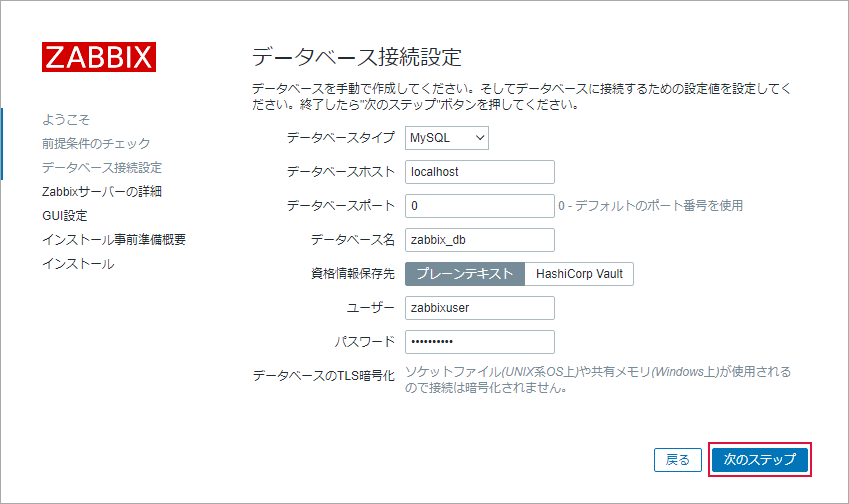 ZABBIX
ようこそ
前提条件のチェック
データベース接続設定
Zabbixサーバーの詳細
GUI設定
インストール事前準備概要
インストール
データベース接続設定
データベースを手動で作成してください。そしてデータベースに接続するための設定値を設定してく
ださい。終了したら"次のステップ"ボタンを押してください。
データベースタイプ MySQL
データベースホスト localhost
データベースポート 0 0 - デフォルトのポート番号を使用
データベース名 zabbix_db
資格情報保存先 プレーンテキスト HashiCorp Vault
ユーザー zabbixuser
パスワード ••••••••••
データベースのTLS暗号化 ソケットファイル(UNIX系OS上)や共有メモリ(Windows上)が使用される
ので接続は暗号化されません。
戻る 次のステップ